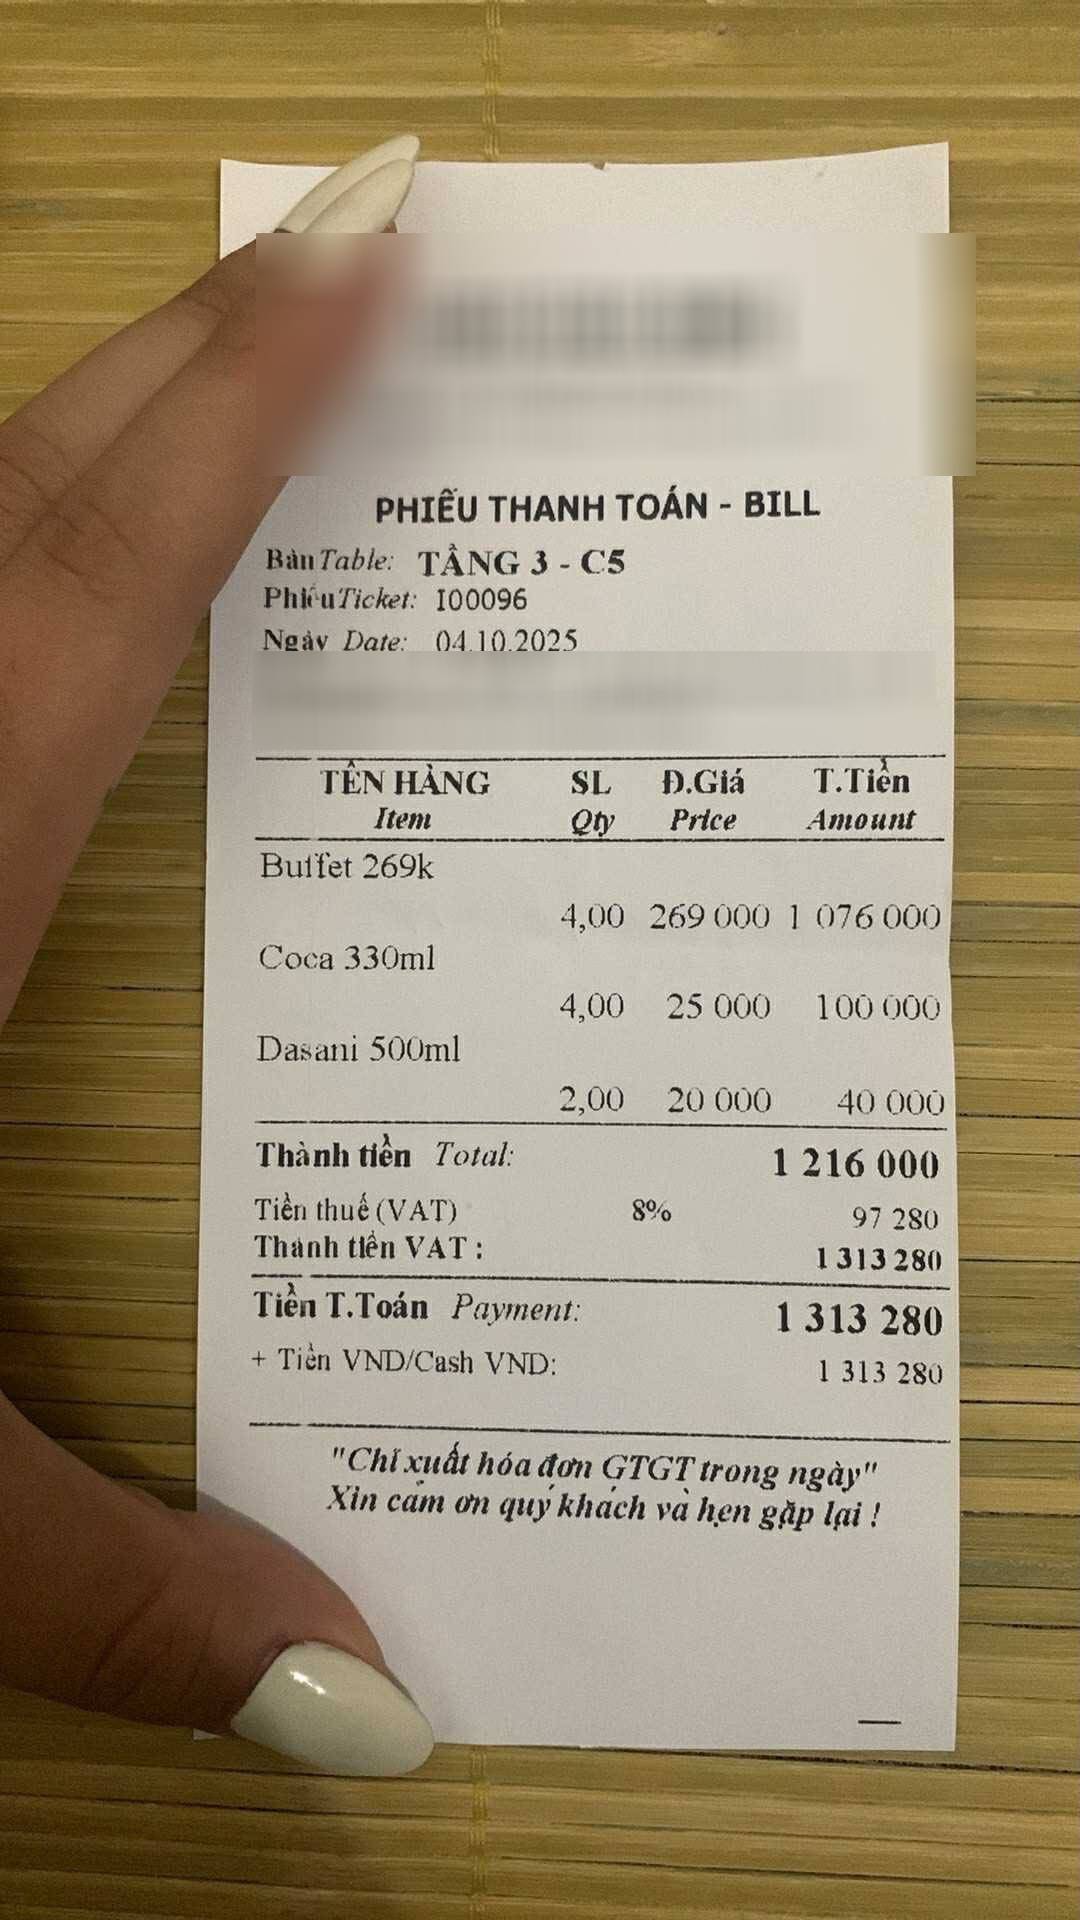 PHIẾU THANH TOÁN - BILL
Bàn Table: TẦNG 3 - C5
Phiếu Ticket: I00096
Ngày Date: 04.10.2025
TÊN HÀNG SL Đ.Giá T.Tiền
Item Qty Price Amount
Buffet 269k
4,00 269 000 1 076 000
Coca 330ml
4,00 25 000 100 000
Dasani 500ml
2,00 20 000 40 000
Thành tiền Total: 1 216 000
Tiền thuế (VAT) 8% 97 280
Thành tiền VAT : 1 313 280
Tiền T.Toán Payment: 1 313 280
+ Tiền VND/Cash VND: 1 313 280
"Chỉ xuất hóa đơn GTGT trong ngày"
Xin cảm ơn quý khách và hẹn gặp lại !